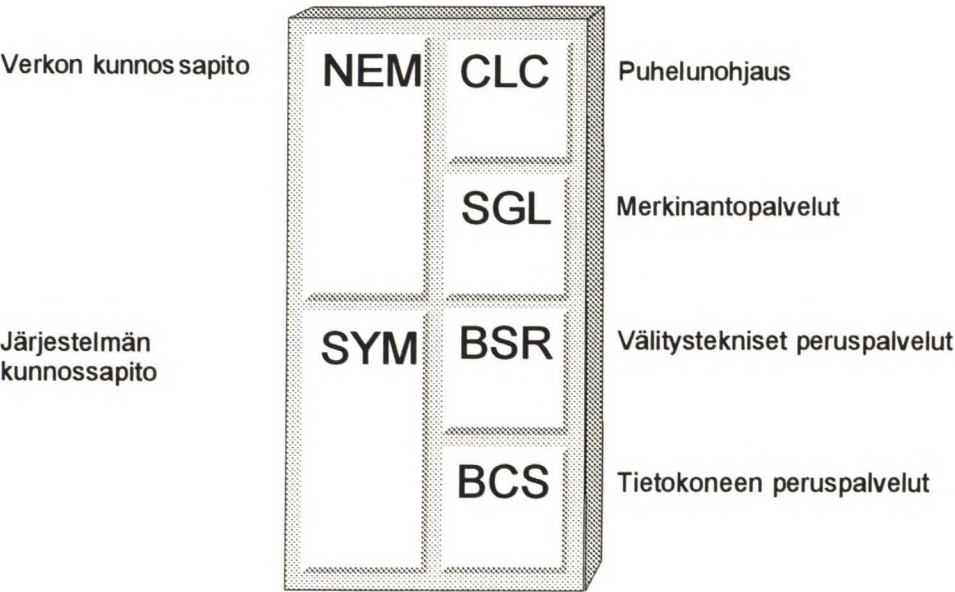 Verkon kunnossapito
NEM
CLC
Puhelunohjaus
SGL
Merkinantopalvelut
Järjestelmän
kunnossapito
SYM
BSR
Välitystekniset peruspalvelut
BCS
Tietokoneen peruspalvelut